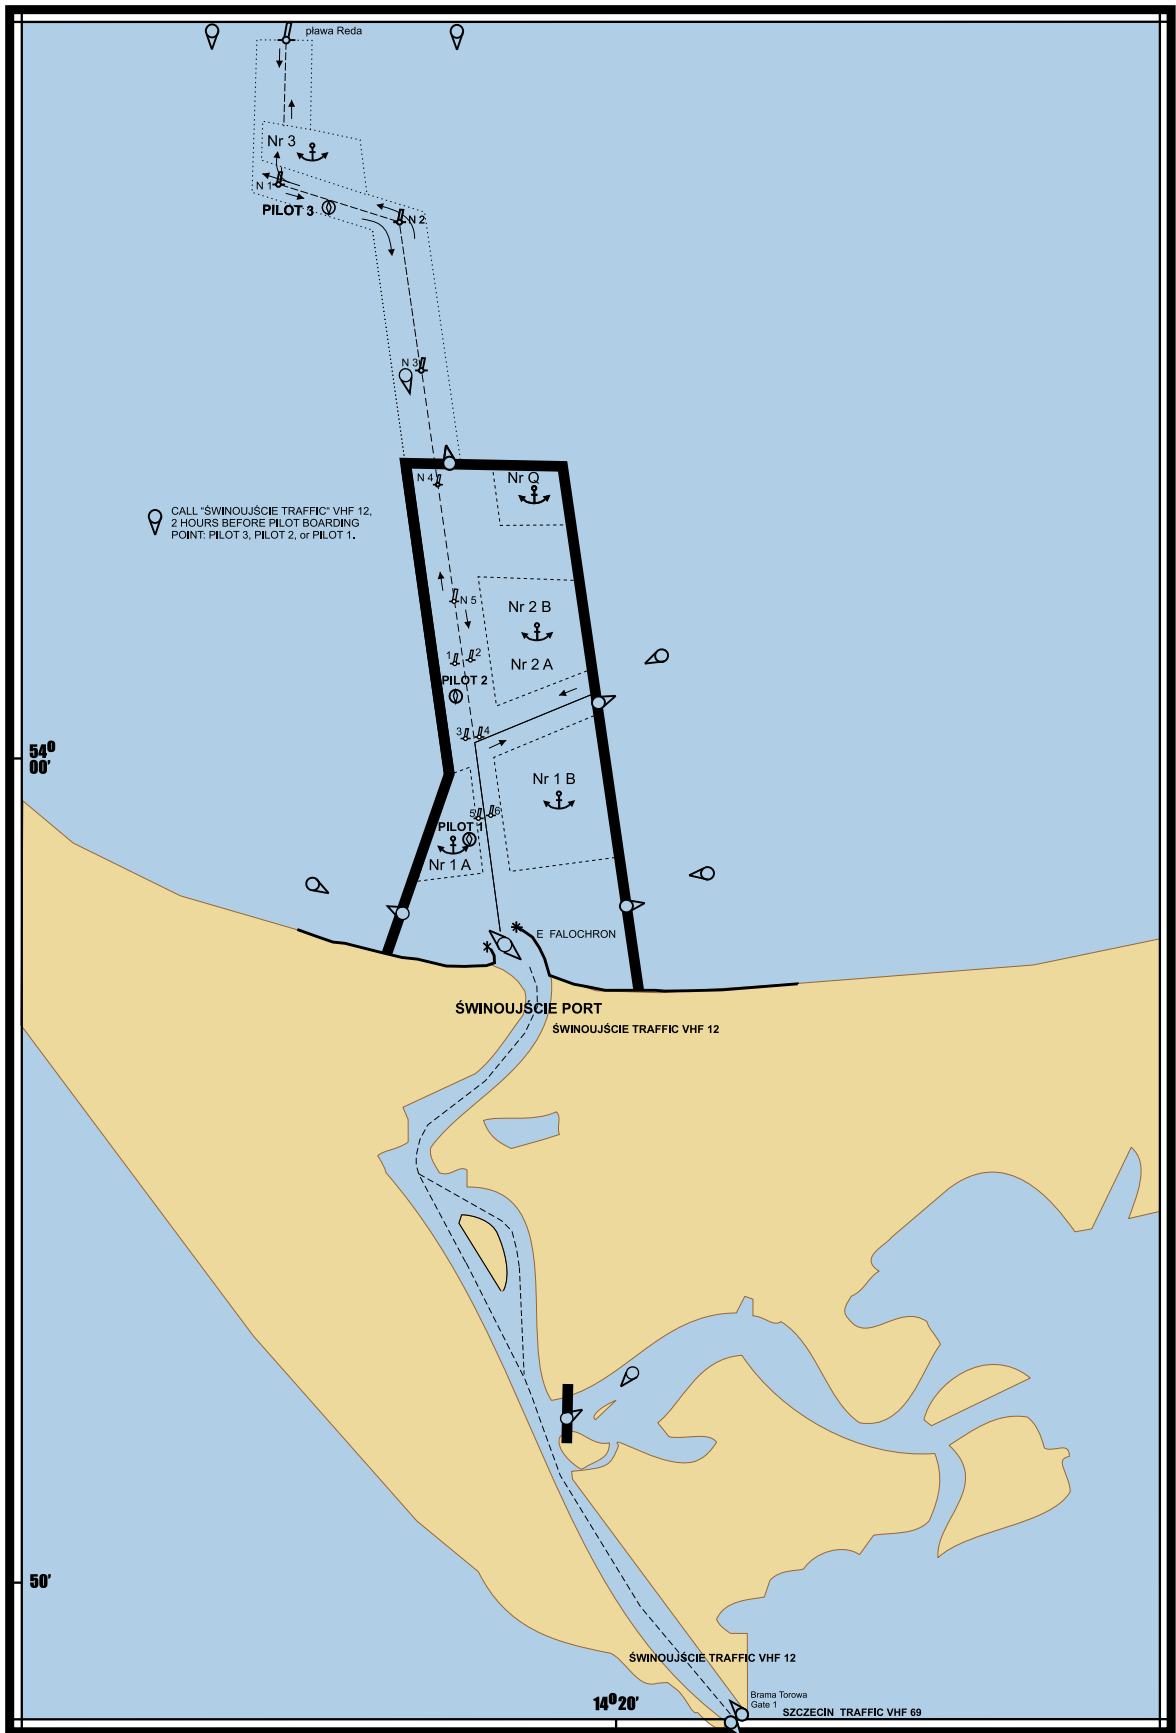 pława Reda
Nr 3
N 1
PILOT 3
N 2
N 3
N 4
Nr Q
CALL "ŚWINOUJŚCIE TRAFFIC" VHF 12,
2 HOURS BEFORE PILOT BOARDING
POINT: PILOT 3, PILOT 2, or PILOT 1.
N 5
Nr 2 B
1
2
Nr 2 A
PILOT 2
3
4
54⁰
00'
Nr 1 B
5
6
PILOT 1
Nr 1 A
E FALOCHRON
ŚWINOUJŚCIE PORT
ŚWINOUJŚCIE TRAFFIC VHF 12
50'
ŚWINOUJŚCIE TRAFFIC VHF 12
14⁰20'
Brama Torowa
Gate 1
SZCZECIN TRAFFIC VHF 69